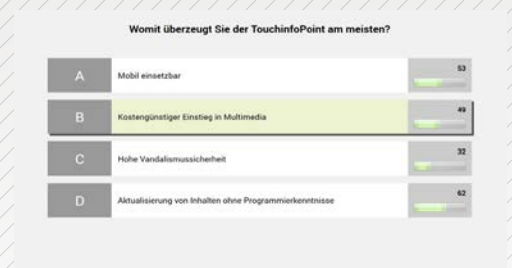 Womit überzeugt Sie der TouchinfoPoint am meisten?
A Mobil einsetzbar 53
B Kostengünstiger Einstieg in Multimedia 49
C Hohe Vandalismussicherheit 32
D Aktualisierung von Inhalten ohne Programmierkenntnisse 62